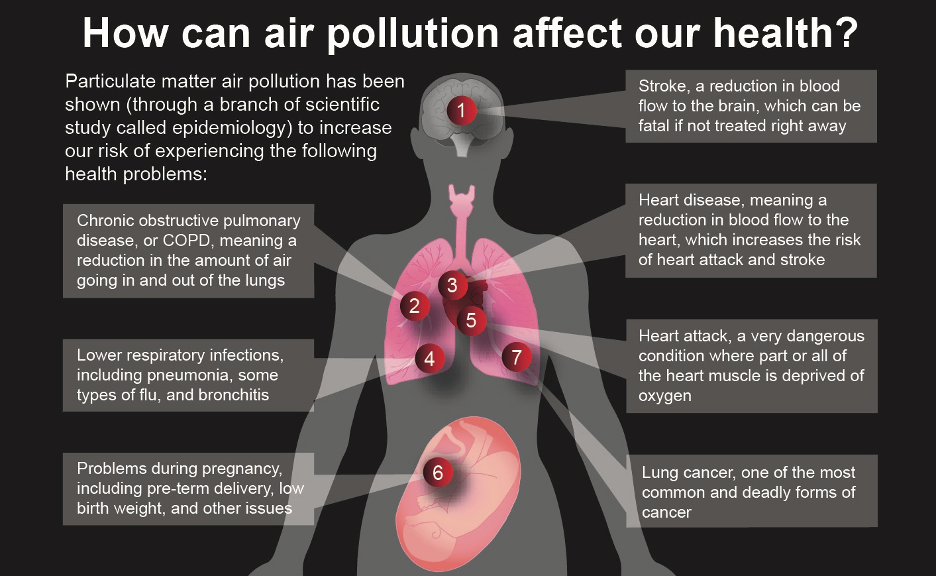 How can air pollution affect our health?
Particulate matter air pollution has been
shown (through a branch of scientific
study called epidemiology) to increase
our risk of experiencing the following
health problems:
1
Stroke, a reduction in blood
flow to the brain, which can be
fatal if not treated right away
Chronic obstructive pulmonary
disease, or COPD, meaning a
reduction in the amount of air
going in and out of the lungs
2
3
Heart disease, meaning a
reduction in blood flow to the
heart, which increases the risk
of heart attack and stroke
Lower respiratory infections,
including pneumonia, some
types of flu, and bronchitis
4
5
Heart attack, a very dangerous
condition where part or all of
the heart muscle is deprived of
oxygen
Problems during pregnancy,
including pre-term delivery, low
birth weight, and other issues
6
7
Lung cancer, one of the most
common and deadly forms of
cancer